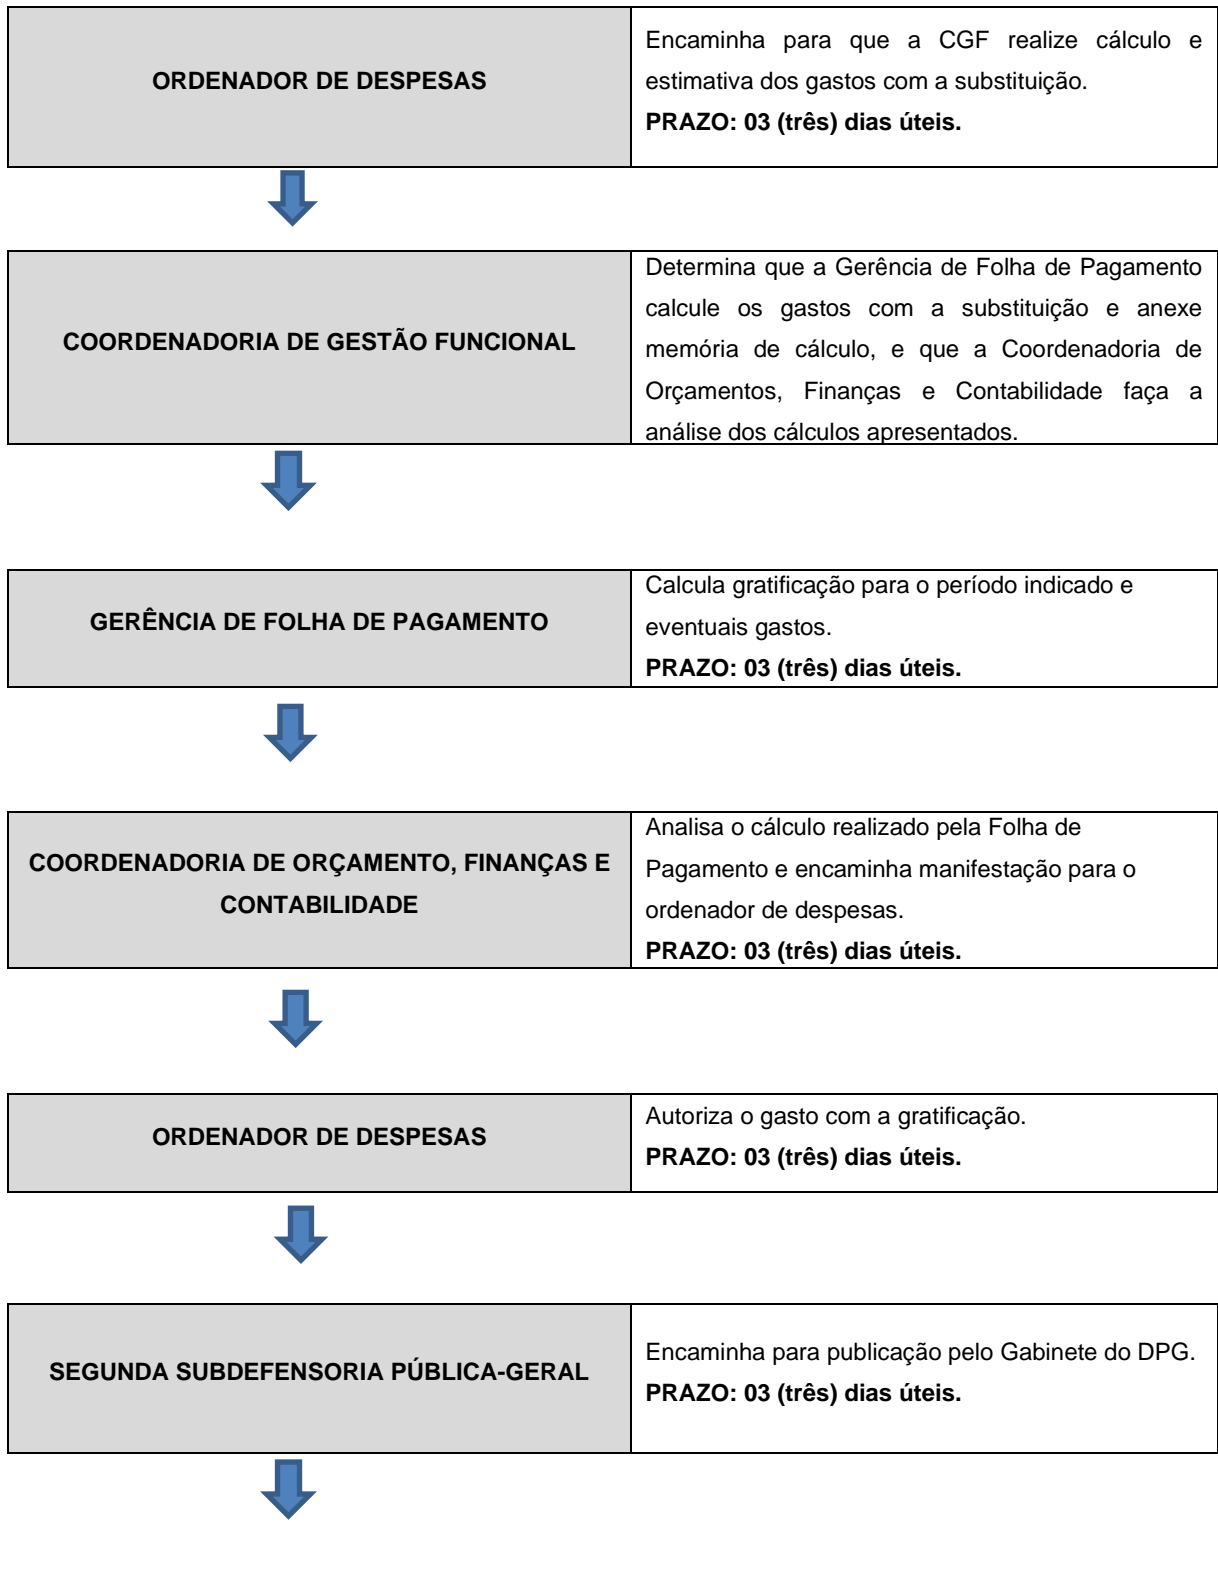 ORDENADOR DE DESPESAS
Encaminha para que a CGF realize cálculo e
estimativa dos gastos com a substituição.
PRAZO: 03 (três) dias úteis.
COORDENADORIA DE GESTÃO FUNCIONAL
Determina que a Gerência de Folha de Pagamento
calcule os gastos com a substituição e anexe
memória de cálculo, e que a Coordenadoria de
Orçamentos, Finanças e Contabilidade faça a
análise dos cálculos apresentados.
GERÊNCIA DE FOLHA DE PAGAMENTO
Calcula gratificação para o período indicado e
eventuais gastos.
PRAZO: 03 (três) dias úteis.
COORDENADORIA DE ORÇAMENTO, FINANÇAS E
CONTABILIDADE
Analisa o cálculo realizado pela Folha de
Pagamento e encaminha manifestação para o
ordenador de despesas.
PRAZO: 03 (três) dias úteis.
ORDENADOR DE DESPESAS
Autoriza o gasto com a gratificação.
PRAZO: 03 (três) dias úteis.
SEGUNDA SUBDEFENSORIA PÚBLICA-GERAL
Encaminha para publicação pelo Gabinete do DPG.
PRAZO: 03 (três) dias úteis.